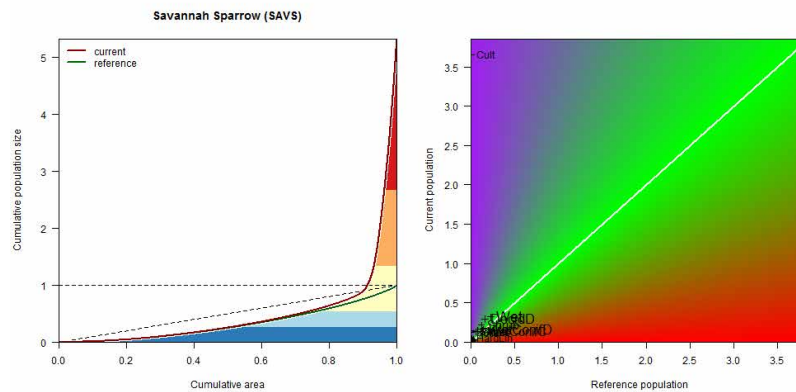 Savannah Sparrow (SAVS)
current
reference
Cumulative population size
5
4
3
2
1
0
0.0 0.2 0.4 0.6 0.8 1.0
Cumulative area
Cult
Current population
3.5
3.0
2.5
2.0
1.5
1.0
0.5
0.0
0.0 0.5 1.0 1.5 2.0 2.5 3.0 3.5
Reference population